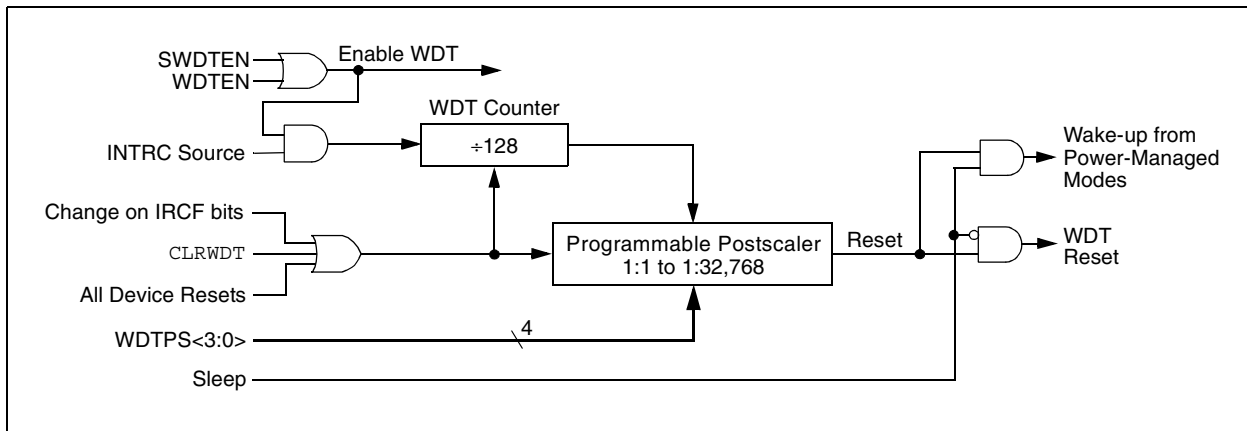 SWDTEN
WDTEN
Enable WDT
WDT Counter
INTRC Source
÷128
Wake-up from
Power-Managed
Modes
Change on IRCF bits
CLRWDT
All Device Resets
Programmable Postscaler
1:1 to 1:32,768
Reset
WDT
Reset
4
WDTPS<3:0>
Sleep